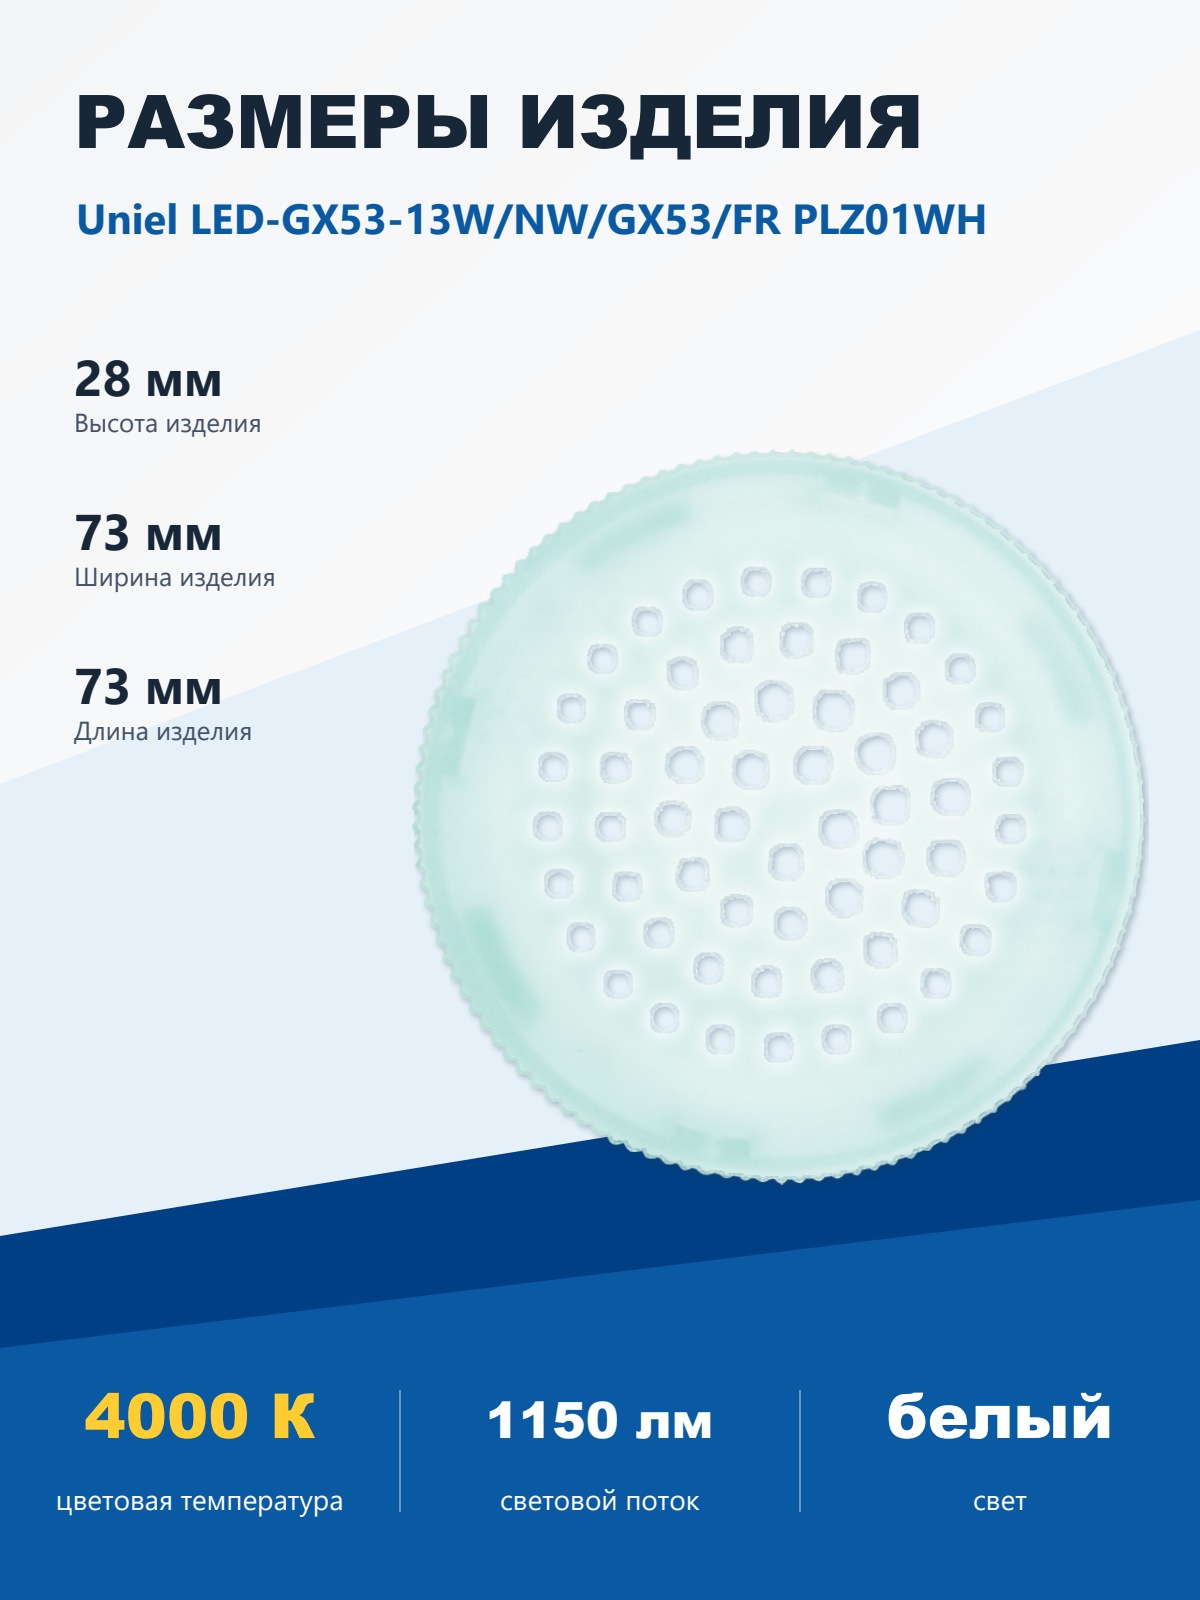 РАЗМЕРЫ ИЗДЕЛИЯ
Uniel LED-GX53-13W/NW/GX53/FR PLZ01WH
28 мм
Высота изделия
73 мм
Ширина изделия
73 мм
Длина изделия
4000 К
цветовая температура
1150 лм
световой поток
белый
свет